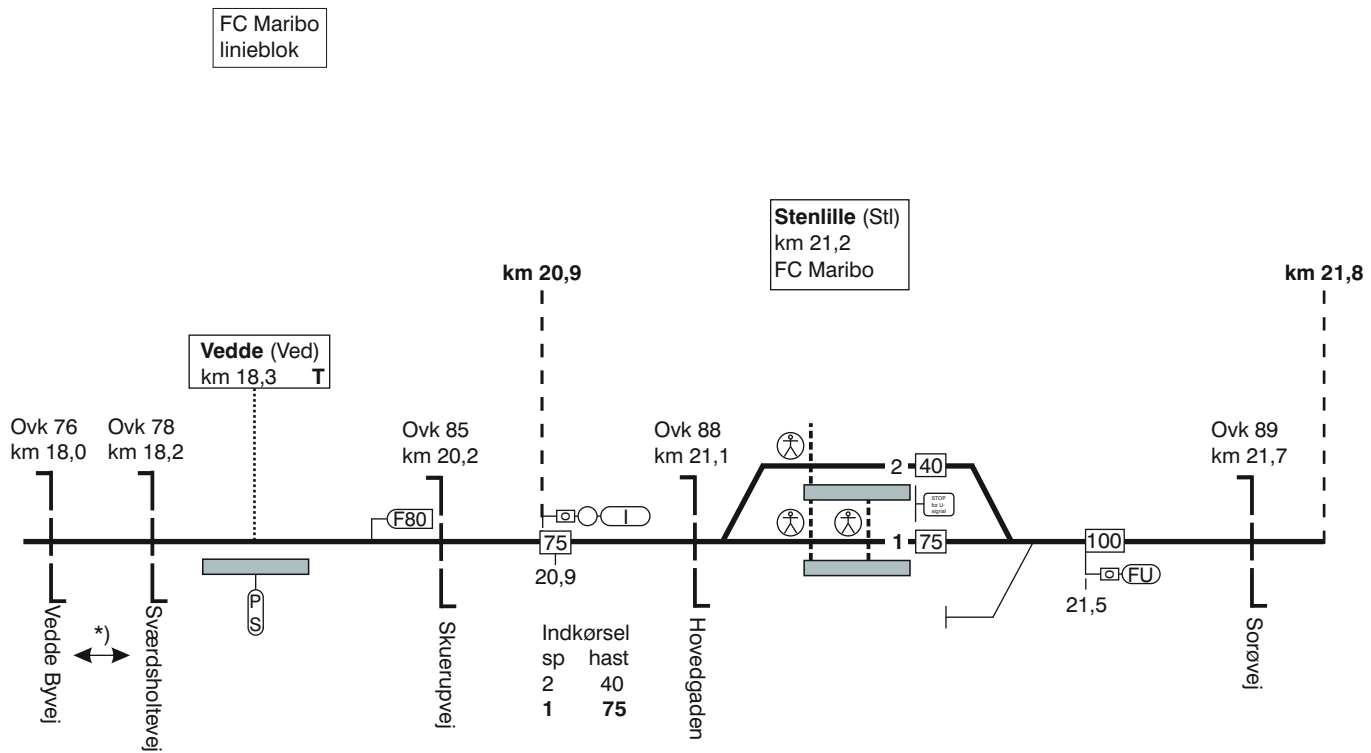 FC Maribo
linieblok
Stenlille (Stl)
km 21,2
FC Maribo
km 20,9
km 21,8
Vedde (Ved)
km 18,3 T
Ovk 76
km 18,0
Ovk 78
km 18,2
Ovk 85
km 20,2
Ovk 88
km 21,1
Ovk 89
km 21,7
2 40
STOP
for U-
signal
F80
I
75
1 75
100
20,9
FU
21,5
P
S
*)
Vedde Byvej
Sværdsholtevej
Skuerupvej
Hovedgaden
Sorøvej
Indkørsel
sp hast
2 40
1 75